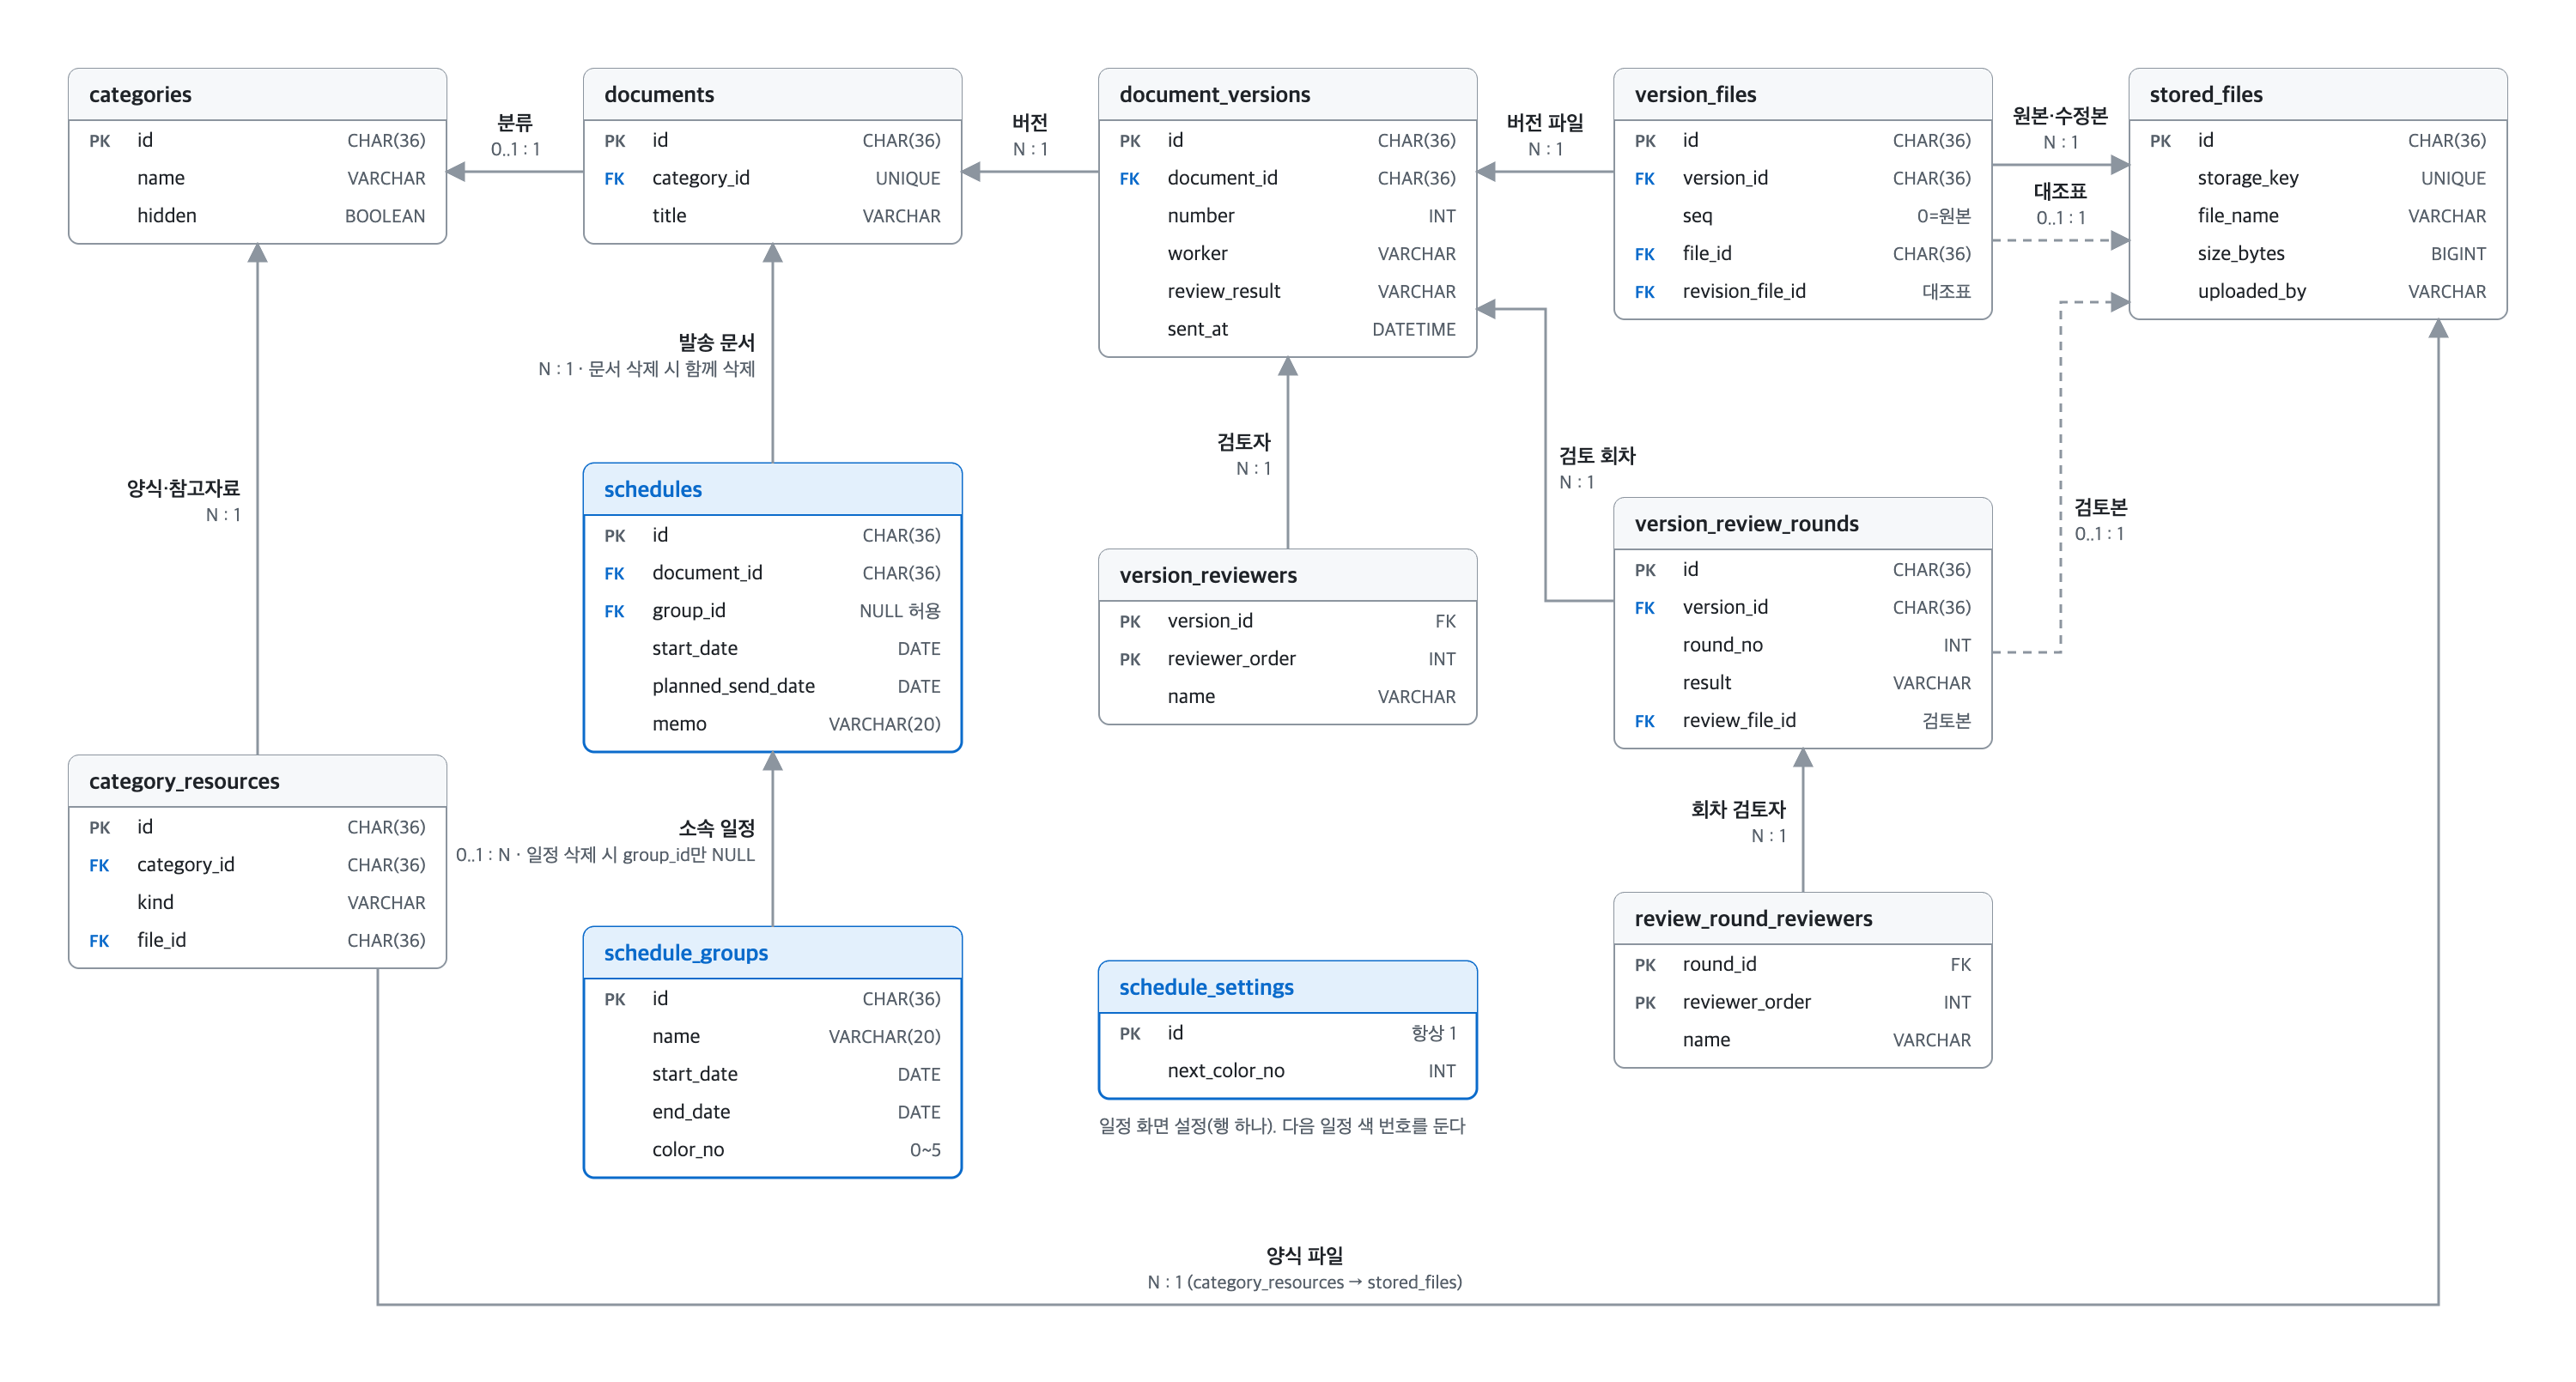 categories
PK id CHAR(36)
name VARCHAR
hidden BOOLEAN
분류
0..1 : 1
documents
PK id CHAR(36)
FK category_id UNIQUE
title VARCHAR
버전
N : 1
document_versions
PK id CHAR(36)
FK document_id CHAR(36)
number INT
worker VARCHAR
review_result VARCHAR
sent_at DATETIME
버전 파일
N : 1
version_files
PK id CHAR(36)
FK version_id CHAR(36)
seq 0=원본
FK file_id CHAR(36)
FK revision_file_id 대조표
원본·수정본
N : 1
대조표
0..1 : 1
stored_files
PK id CHAR(36)
storage_key UNIQUE
file_name VARCHAR
size_bytes BIGINT
uploaded_by VARCHAR
발송 문서
N : 1 · 문서 삭제 시 함께 삭제
양식·참고자료
N : 1
schedules
PK id CHAR(36)
FK document_id CHAR(36)
FK group_id NULL 허용
start_date DATE
planned_send_date DATE
memo VARCHAR(20)
검토자
N : 1
검토 회차
N : 1
version_reviewers
PK version_id FK
PK reviewer_order INT
name VARCHAR
version_review_rounds
PK id CHAR(36)
FK version_id CHAR(36)
round_no INT
result VARCHAR
FK review_file_id 검토본
검토본
0..1 : 1
category_resources
PK id CHAR(36)
FK category_id CHAR(36)
kind VARCHAR
FK file_id CHAR(36)
소속 일정
0..1 : N · 일정 삭제 시 group_id만 NULL
회차 검토자
N : 1
schedule_groups
PK id CHAR(36)
name VARCHAR(20)
start_date DATE
end_date DATE
color_no 0~5
schedule_settings
PK id 항상 1
next_color_no INT
일정 화면 설정(행 하나). 다음 일정 색 번호를 둔다
review_round_reviewers
PK round_id FK
PK reviewer_order INT
name VARCHAR
양식 파일
N : 1 (category_resources → stored_files)